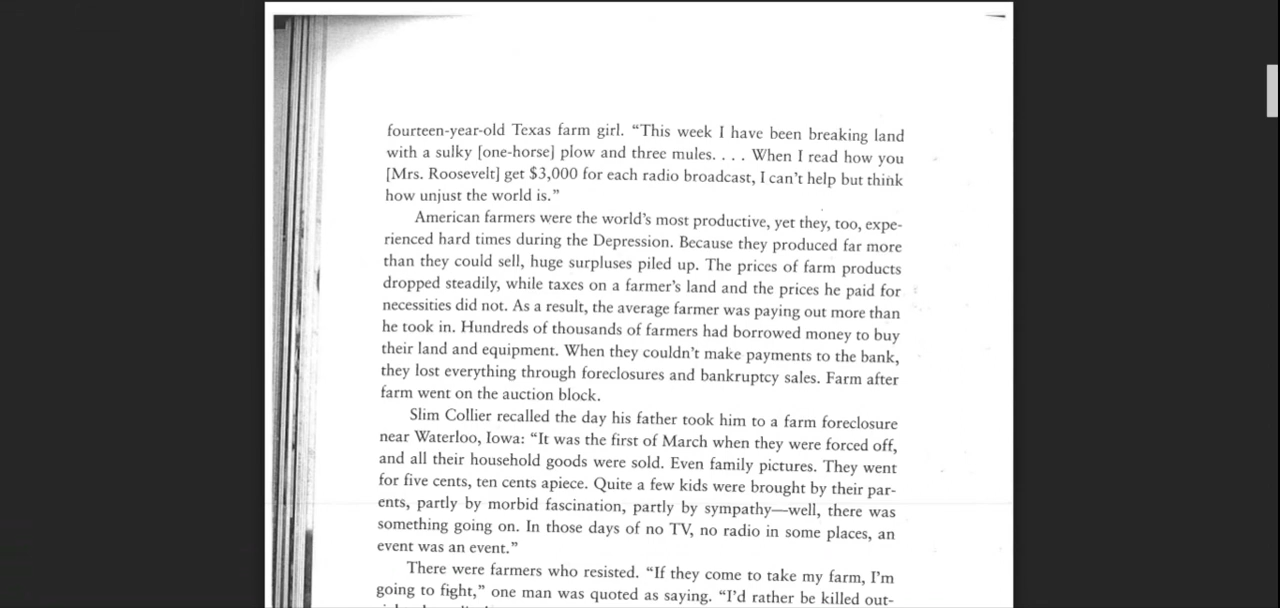 fourteen-year-old Texas farm girl. “This week I have been breaking land
with a sulky [one-horse] plow and three mules. . . . When I read how you
[Mrs. Roosevelt] get $3,000 for each radio broadcast, I can’t help but think
how unjust the world is.”
American farmers were the world’s most productive, yet they, too, expe-
rienced hard times during the Depression. Because they produced far more
than they could sell, huge surpluses piled up. The prices of farm products
dropped steadily, while taxes on a farmer’s land and the prices he paid for
necessities did not. As a result, the average farmer was paying out more than
he took in. Hundreds of thousands of farmers had borrowed money to buy
their land and equipment. When they couldn’t make payments to the bank,
they lost everything through foreclosures and bankruptcy sales. Farm after
farm went on the auction block.
Slim Collier recalled the day his father took him to a farm foreclosure
near Waterloo, Iowa: “It was the first of March when they were forced off,
and all their household goods were sold. Even family pictures. They went
for five cents, ten cents apiece. Quite a few kids were brought by their par-
ents, partly by morbid fascination, partly by sympathy—well, there was
something going on. In those days of no TV, no radio in some places, an
event was an event.”
There were farmers who resisted. “If they come to take my farm, I’m
going to fight,” one man was quoted as saying. “I’d rather be killed out-